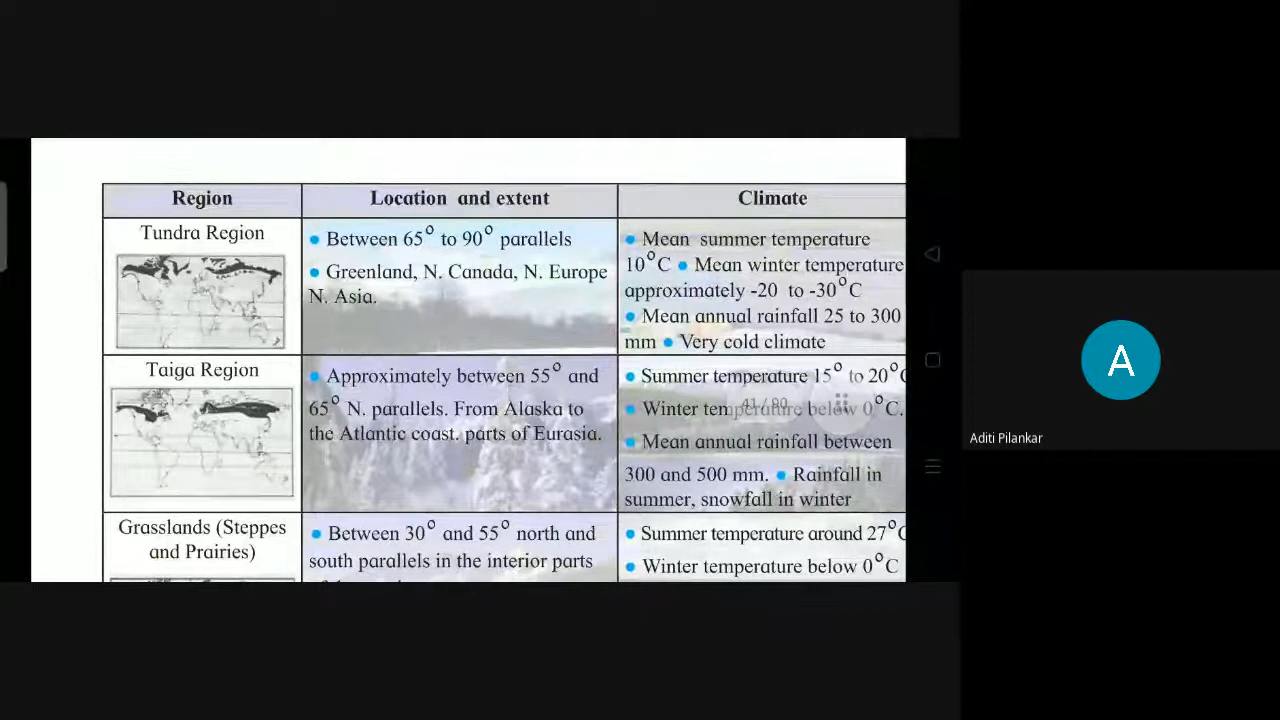 Region
Location and extent
Climate
Tundra Region
• Between 65° to 90° parallels
• Greenland, N. Canada, N. Europe
N. Asia.
• Mean summer temperature
10°C • Mean winter temperature
approximately -20 to -30°C
• Mean annual rainfall 25 to 300
mm • Very cold climate
Taiga Region
• Approximately between 55° and
65° N. parallels. From Alaska to
the Atlantic coast. parts of Eurasia.
• Summer temperature 15° to 20°C
• Winter temperature below 0°C.
41 / 80
• Mean annual rainfall between
300 and 500 mm. • Rainfall in
summer, snowfall in winter
Grasslands (Steppes
and Prairies)
• Between 30° and 55° north and
south parallels in the interior parts
• Summer temperature around 27°C
• Winter temperature below 0°C
A
Aditi Pilankar